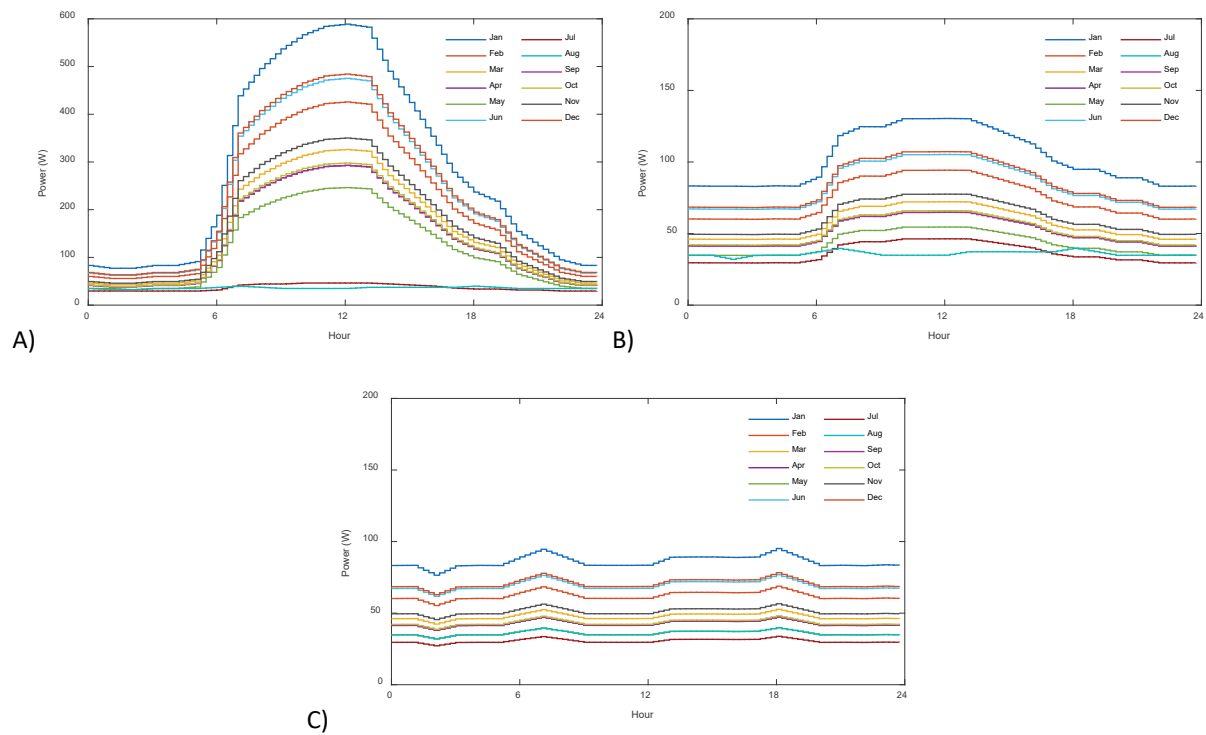 600
500
400
300
200
100
0
Power (W)
0 6 12 18 24
Hour
Jan Jul
Feb Aug
Mar Sep
Apr Oct
May Nov
Jun Dec
A)
200
150
100
50
0
Power (W)
0 6 12 18 24
Hour
Jan Jul
Feb Aug
Mar Sep
Apr Oct
May Nov
Jun Dec
B)
200
150
100
50
0
Power (W)
0 6 12 18 24
Hour
Jan Jul
Feb Aug
Mar Sep
Apr Oct
May Nov
Jun Dec
C)